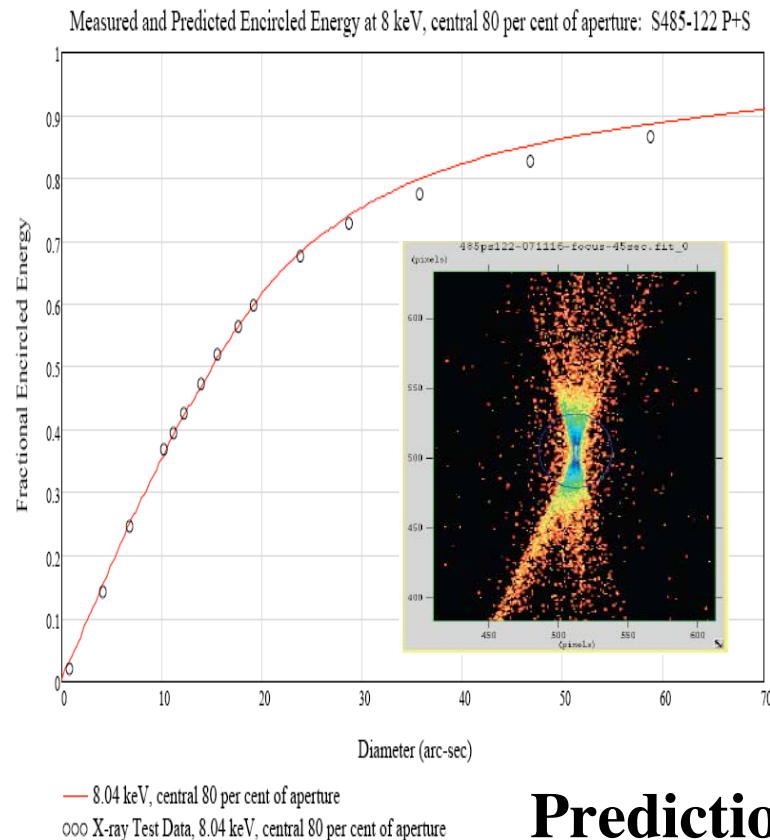 Measured and Predicted Encircled Energy at 8 keV, central 80 per cent of aperture: S485-122 P+S
1
0.9
0.8
0.7
0.6
0.5
0.4
0.3
0.2
0.1
0
Fractional Encircled Energy
485ps122-071116-focus-45sec.fit_0
(pixels)
600
550
500
450
400
450 500 550 600
(pixels)
0 10 20 30 40 50 60 70
Diameter (arc-sec)
8.04 keV, central 80 per cent of aperture
ooo X-ray Test Data, 8.04 keV, central 80 per cent of aperture
Predictio